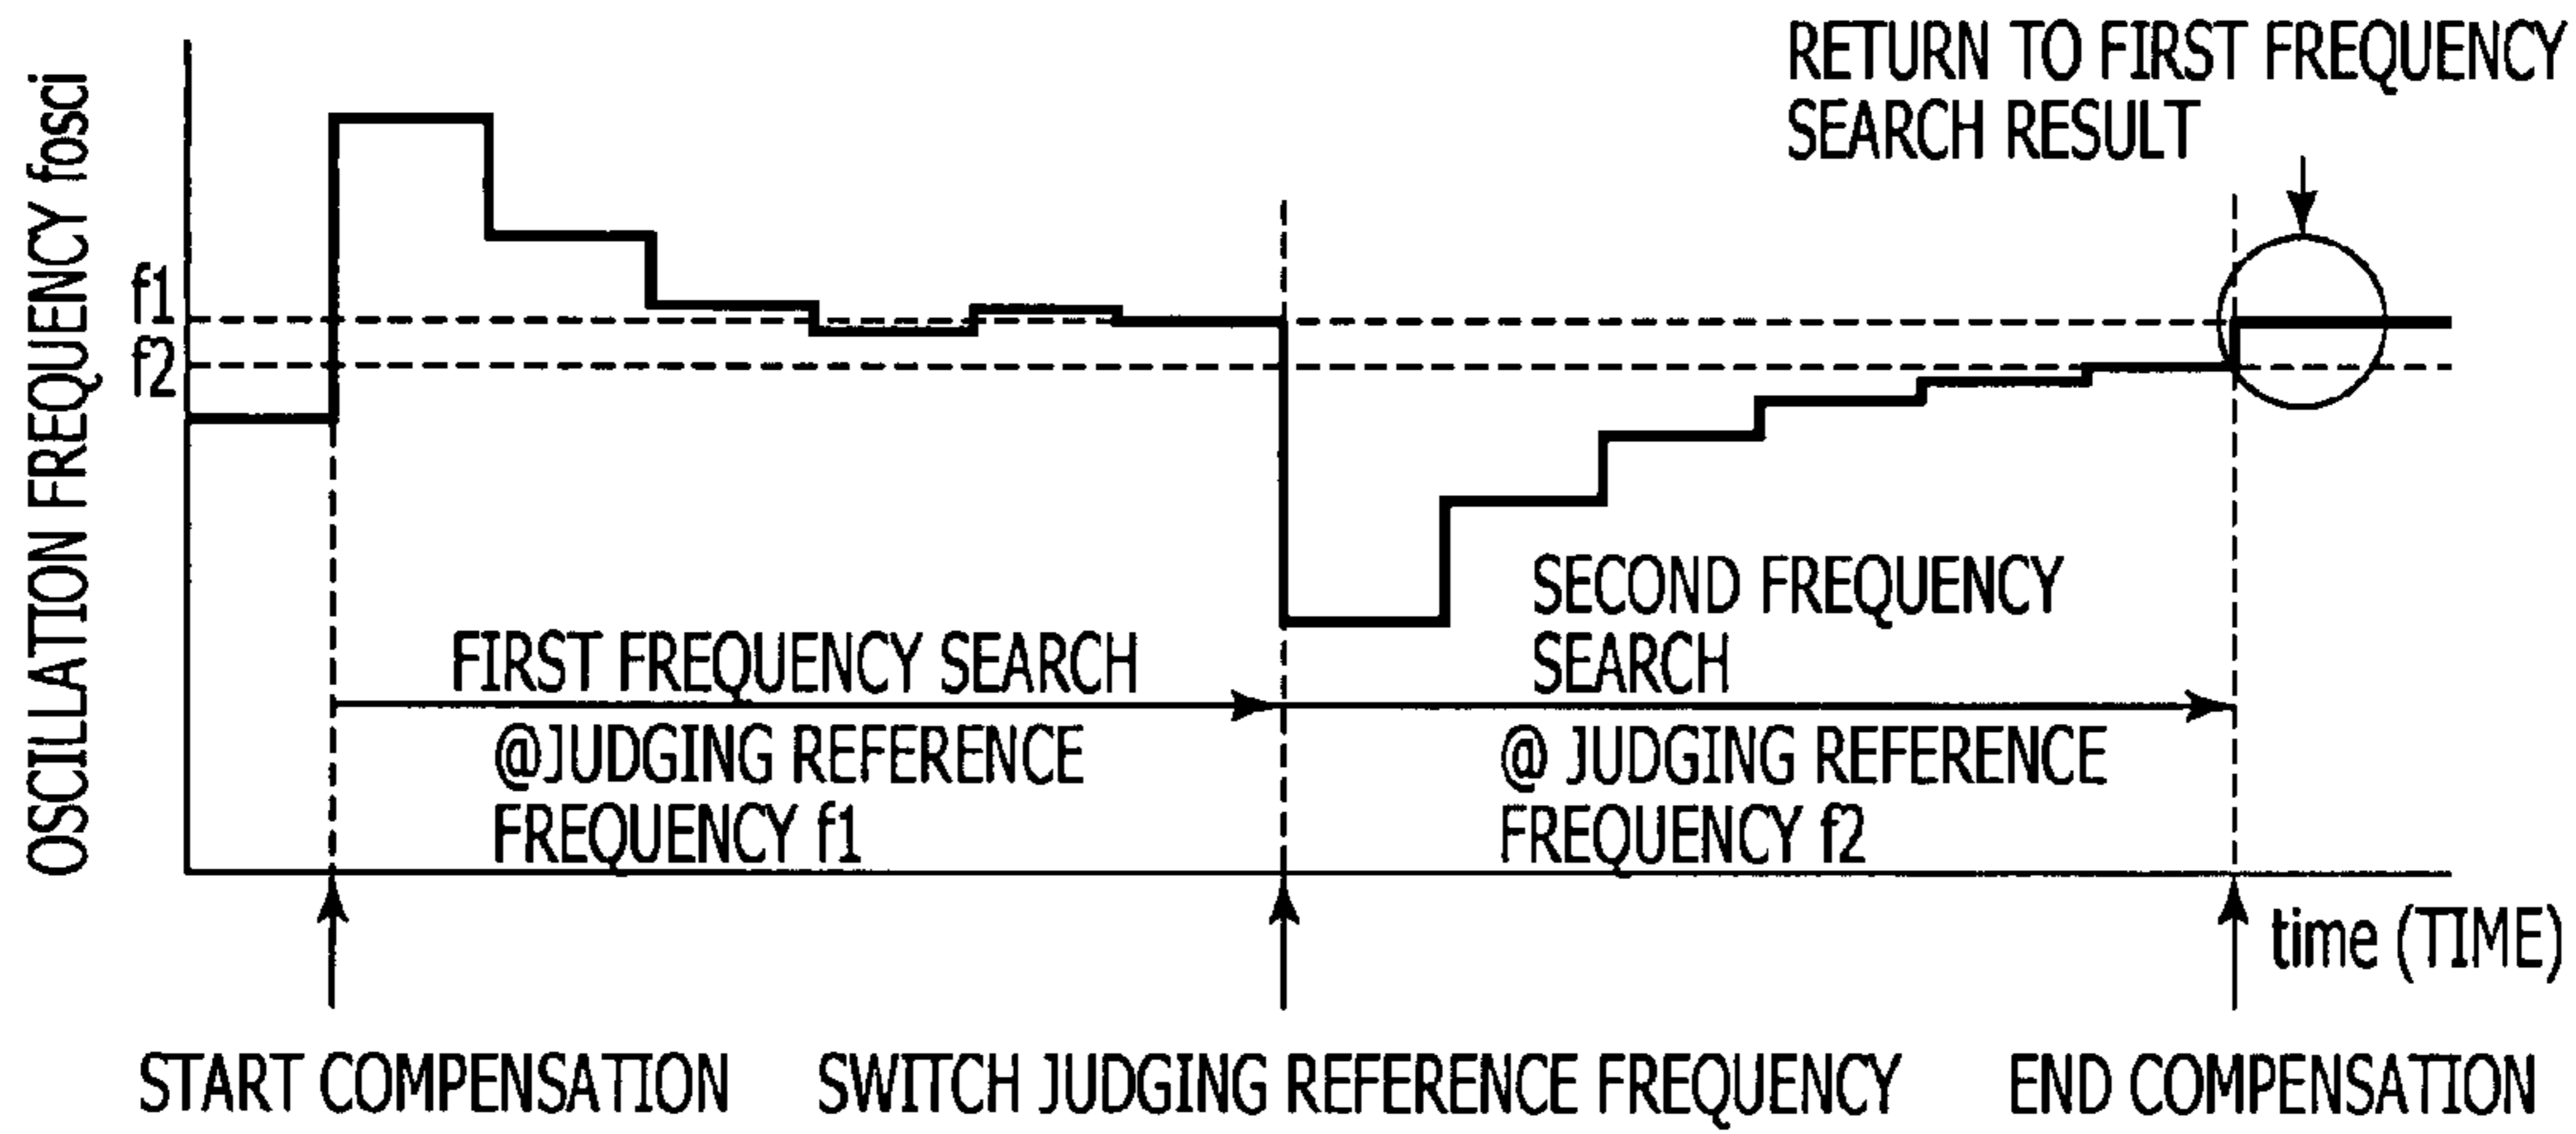 RETURN TO FIRST FREQUENCY
SEARCH RESULT
OSCILLATION FREQUENCY fosci
f1
f2
FIRST FREQUENCY SEARCH
@JUDGING REFERENCE
FREQUENCY f1
SECOND FREQUENCY
SEARCH
@ JUDGING REFERENCE
FREQUENCY f2
time (TIME)
START COMPENSATION
SWITCH JUDGING REFERENCE FREQUENCY
END COMPENSATION